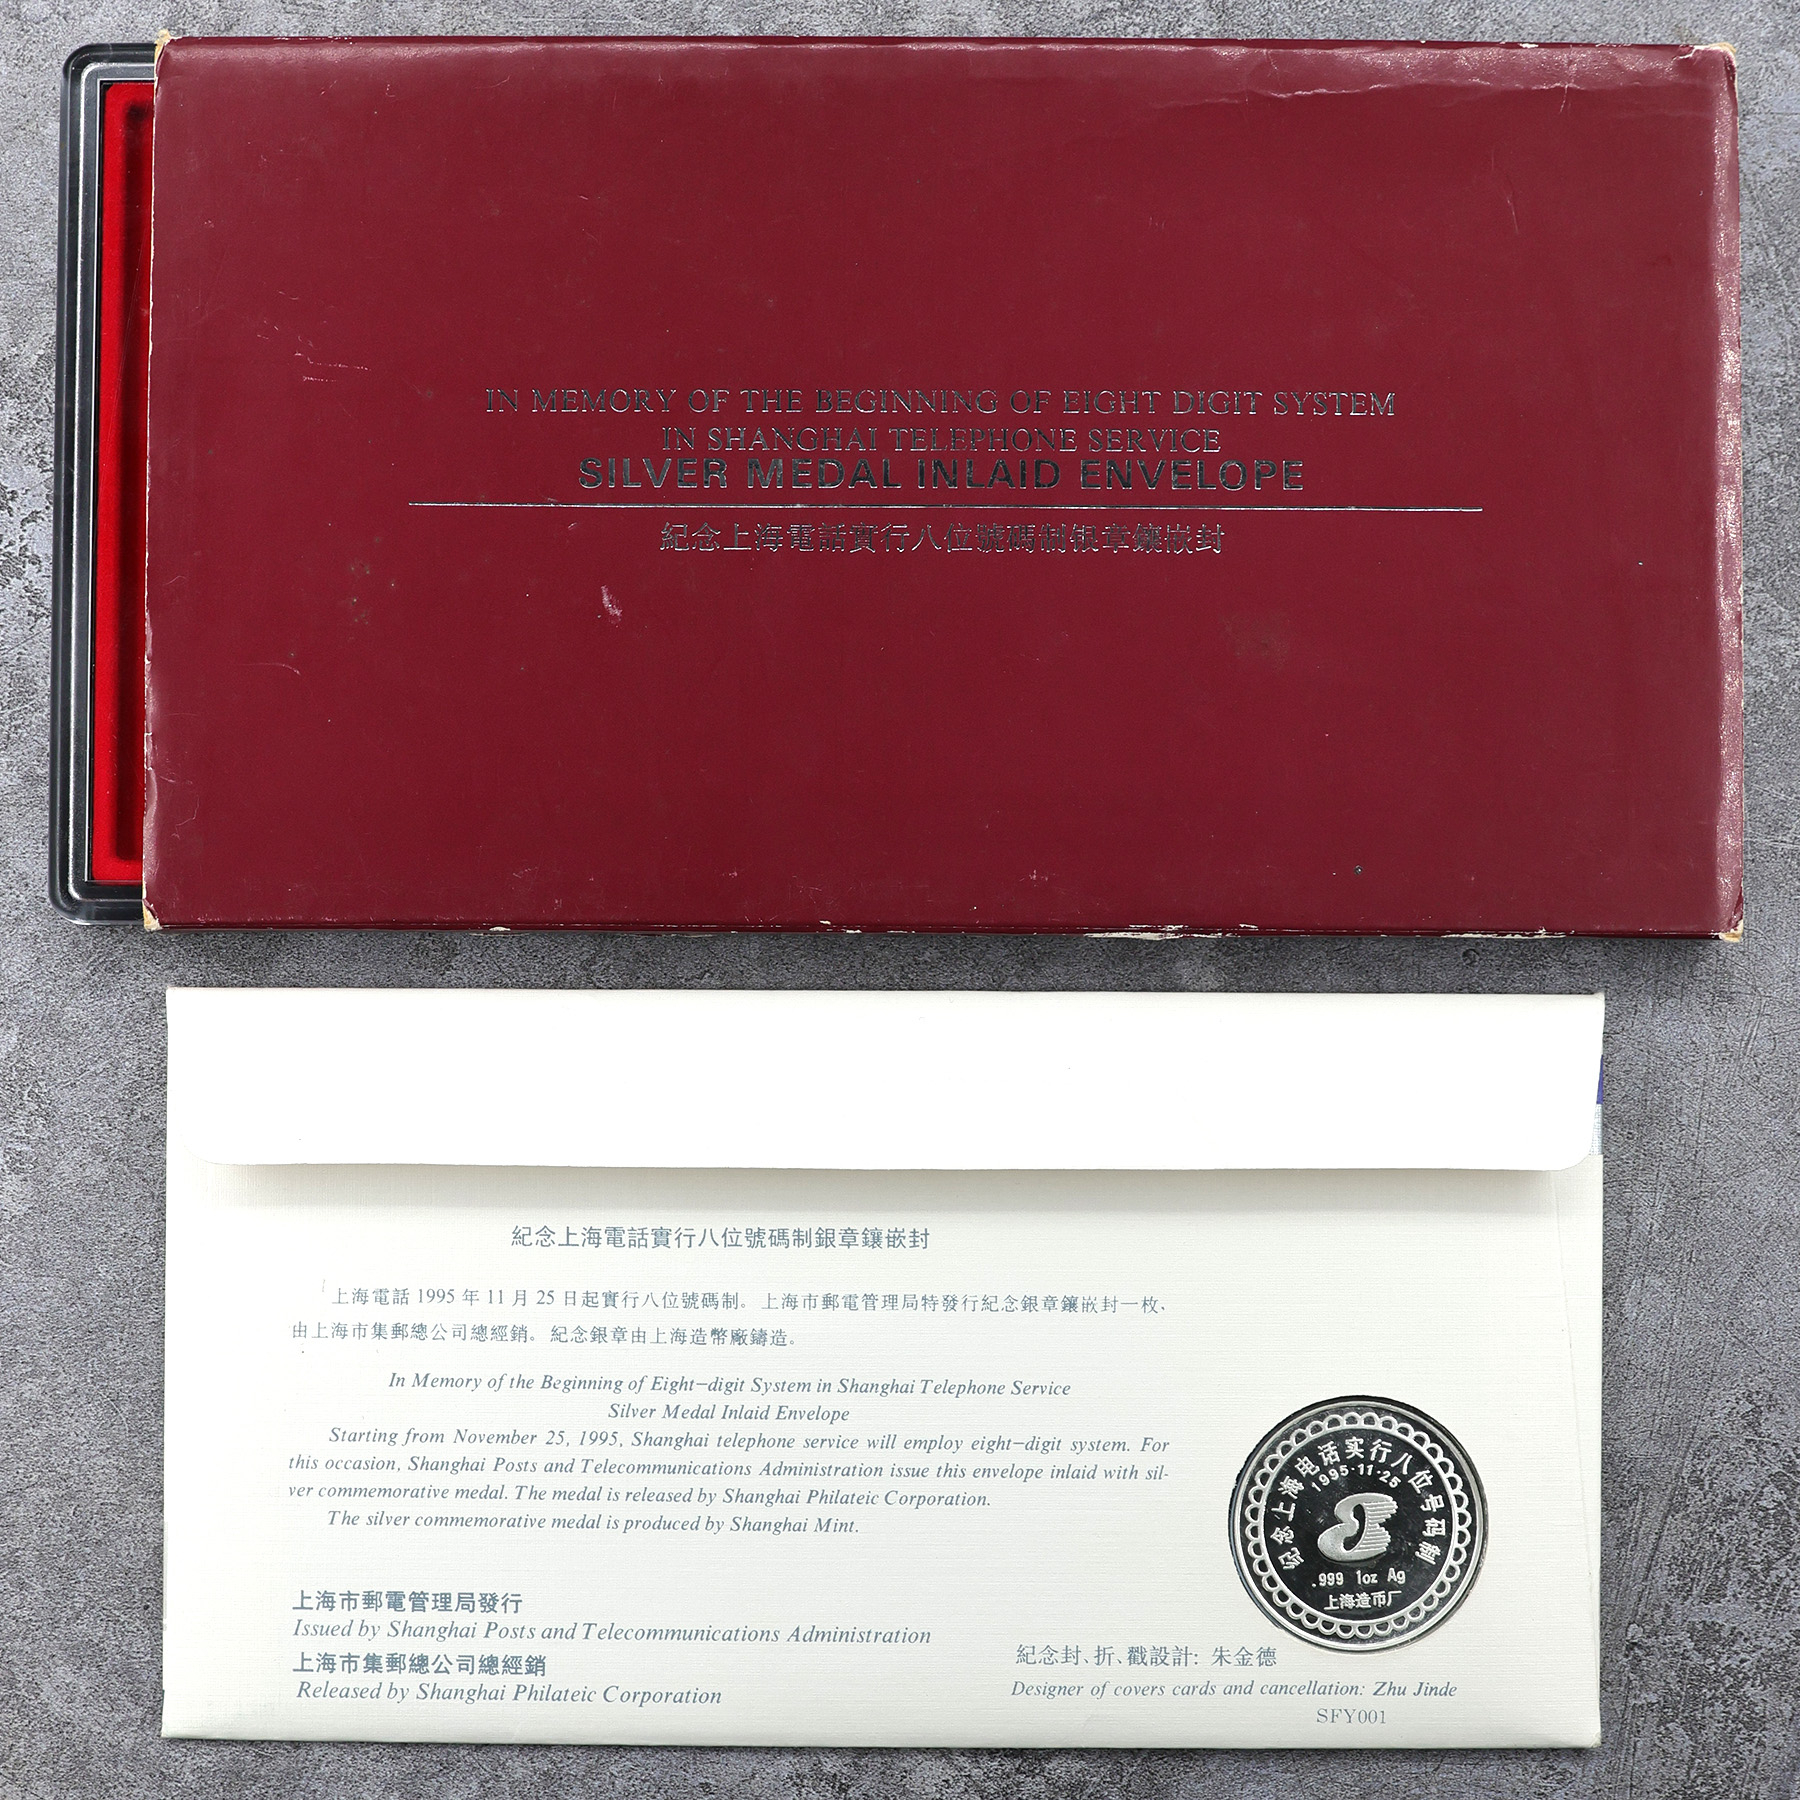 IN MEMORY OF THE BEGINNING OF EIGHT DIGIT SYSTEM
IN SHANGHAI TELEPHONE SERVICE
SILVER MEDAL INLAID ENVELOPE
紀念上海電話實行八位號碼制银章鑲嵌封
紀念上海電話實行八位號碼制銀章鑲嵌封
上海電話 1995 年 11 月 25 日起實行八位號碼制。上海市郵電管理局特發行紀念銀章鑲嵌封一枚、
由上海市集郵總公司總經銷。紀念銀章由上海造幣廠鑄造。
In Memory of the Beginning of Eight-digit System in Shanghai Telephone Service
Silver Medal Inlaid Envelope
Starting from November 25, 1995, Shanghai telephone service will employ eight-digit system. For
this occasion, Shanghai Posts and Telecommunications Administration issue this envelope inlaid with sil-
ver commemorative medal. The medal is released by Shanghai Philateic Corporation.
The silver commemorative medal is produced by Shanghai Mint.
上海市郵電管理局發行
Issued by Shanghai Posts and Telecommunications Administration
上海市集郵總公司總經銷
Released by Shanghai Philateic Corporation
纪念上海电话实行八位号码制
1995·11·25
.999 1oz Ag
上海造币厂
紀念封、折、戳設計: 朱金德
Designer of covers cards and cancellation: Zhu Jinde
SFY001